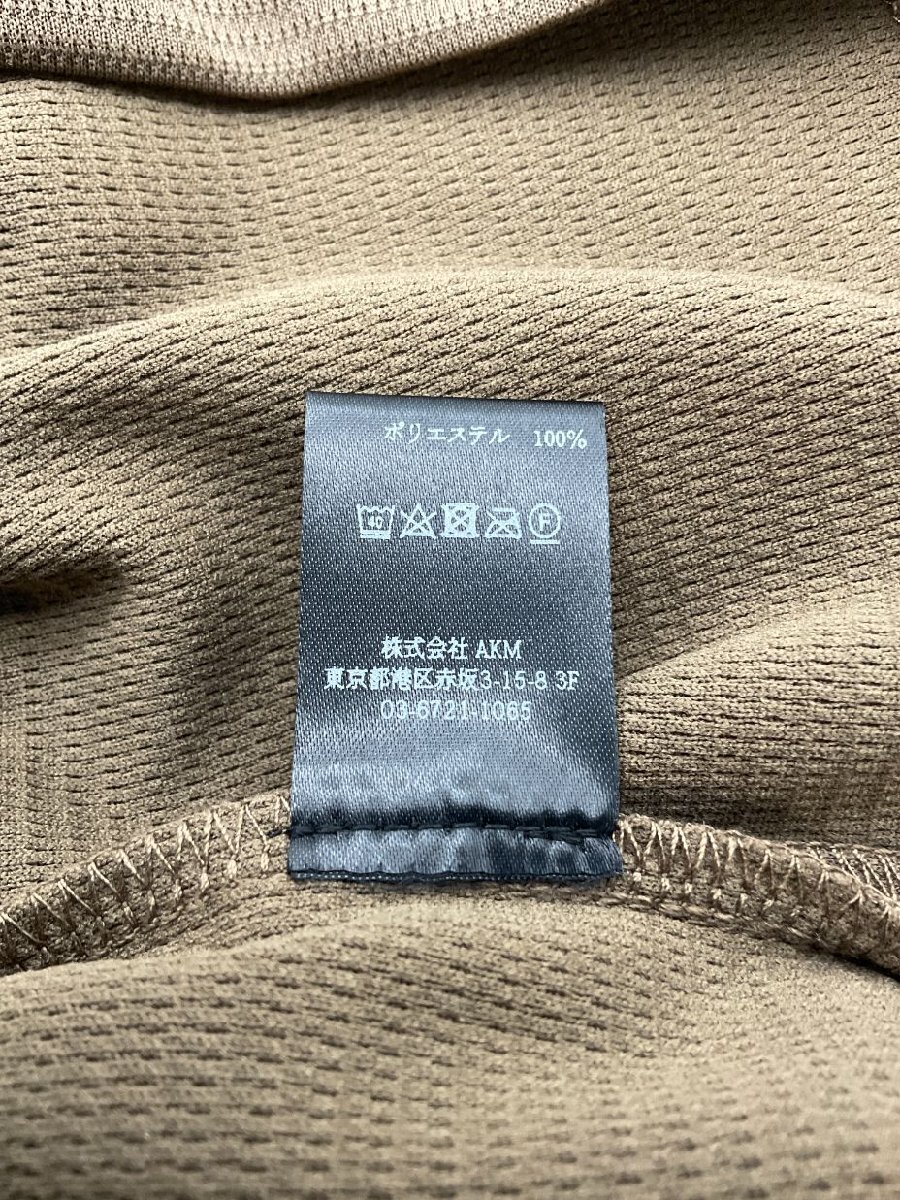 ポリエステル 100%
40 F
株式会社 AKM
東京都港区赤坂3-15-8 3F
03-6721-1065